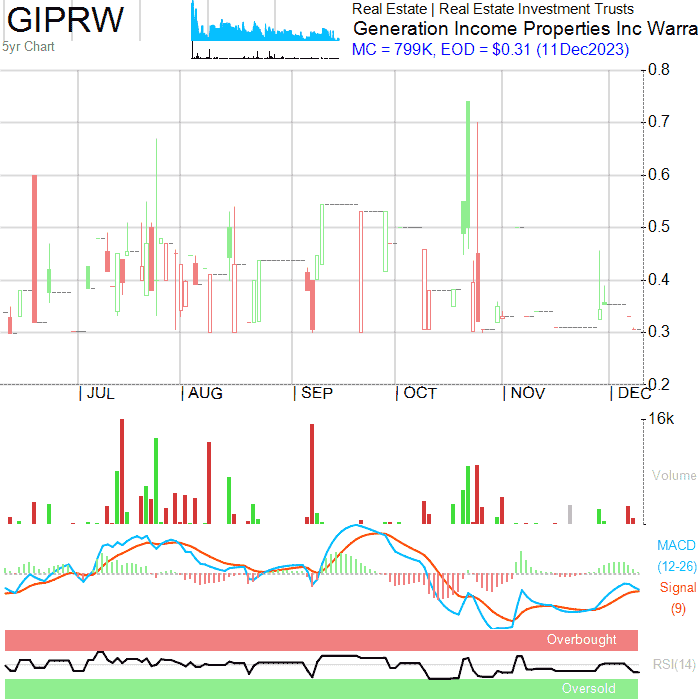 GIPRW
5yr Chart
Real Estate | Real Estate Investment Trusts
Generation Income Properties Inc Warra
MC = 799K, EOD = $0.31 (11Dec2023)
0.8
0.7
0.6
0.5
0.4
0.3
0.2
JUL AUG SEP OCT NOV DEC
16k
Volume
MACD
(12-26)
Signal
(9)
Overbought
RSI(14)
Oversold